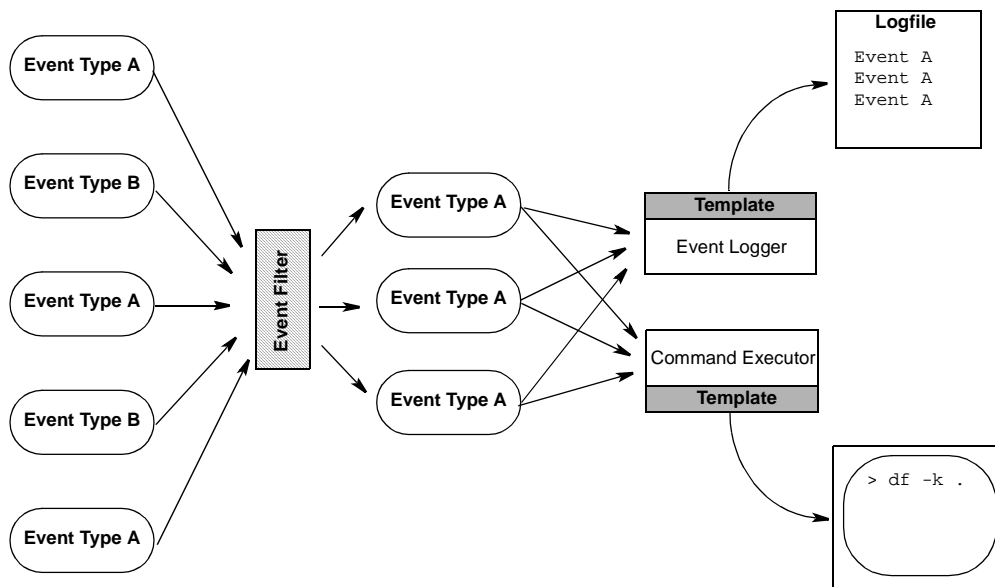 Event Type A
Event Type B
Event Type A
Event Type B
Event Type A
Event Filter
Event Type A
Event Type A
Event Type A
Template
Event Logger
Command Executor
Template
Logfile
Event A
Event A
Event A
> df -k .